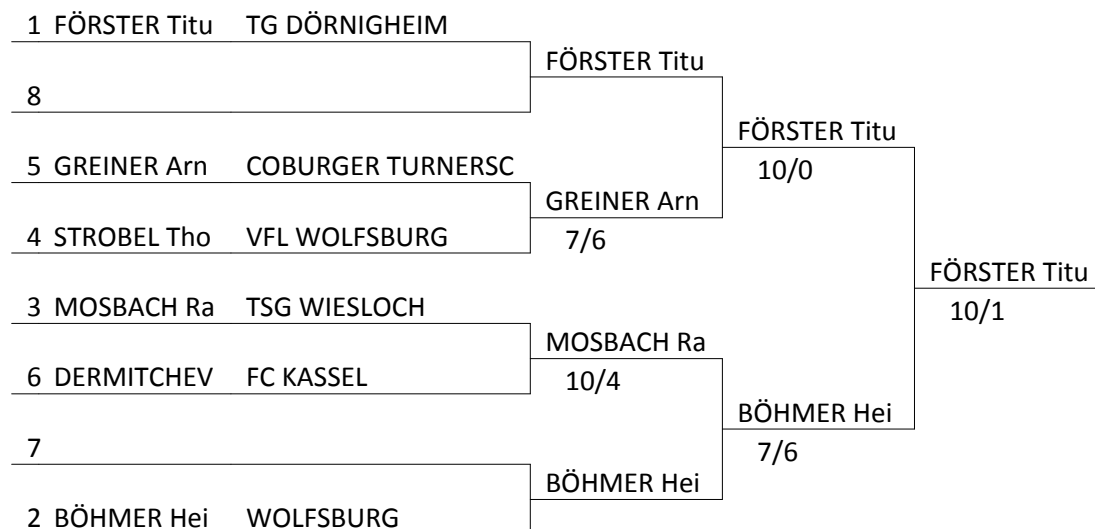 1 FÖRSTER Titu TG DÖRNIGHEIM
FÖRSTER Titu
8
FÖRSTER Titu
5 GREINER Arn COBURGER TURNERSC
10/0
GREINER Arn
4 STROBEL Tho VFL WOLFSBURG
7/6
FÖRSTER Titu
3 MOSBACH Ra TSG WIESLOCH
10/1
MOSBACH Ra
6 DERMITCHEV FC KASSEL
10/4
BÖHMER Hei
7
7/6
BÖHMER Hei
2 BÖHMER Hei WOLFSBURG